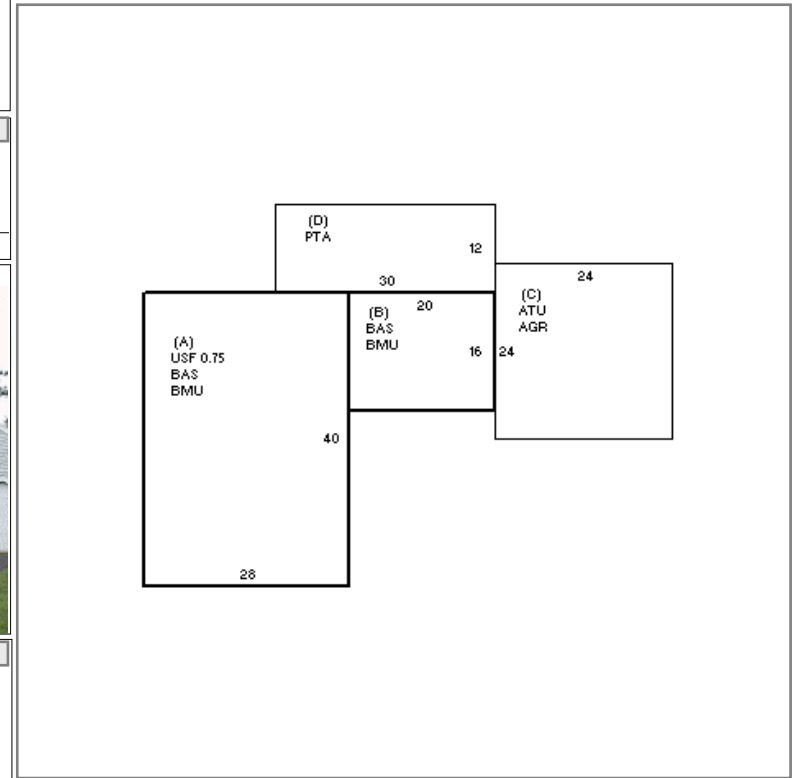 (D)
PTA
12
30
24
(C)
ATU
AGR
24
(B)
20
BAS
BMU
16
(A)
USF 0.75
BAS
BMU
40
28